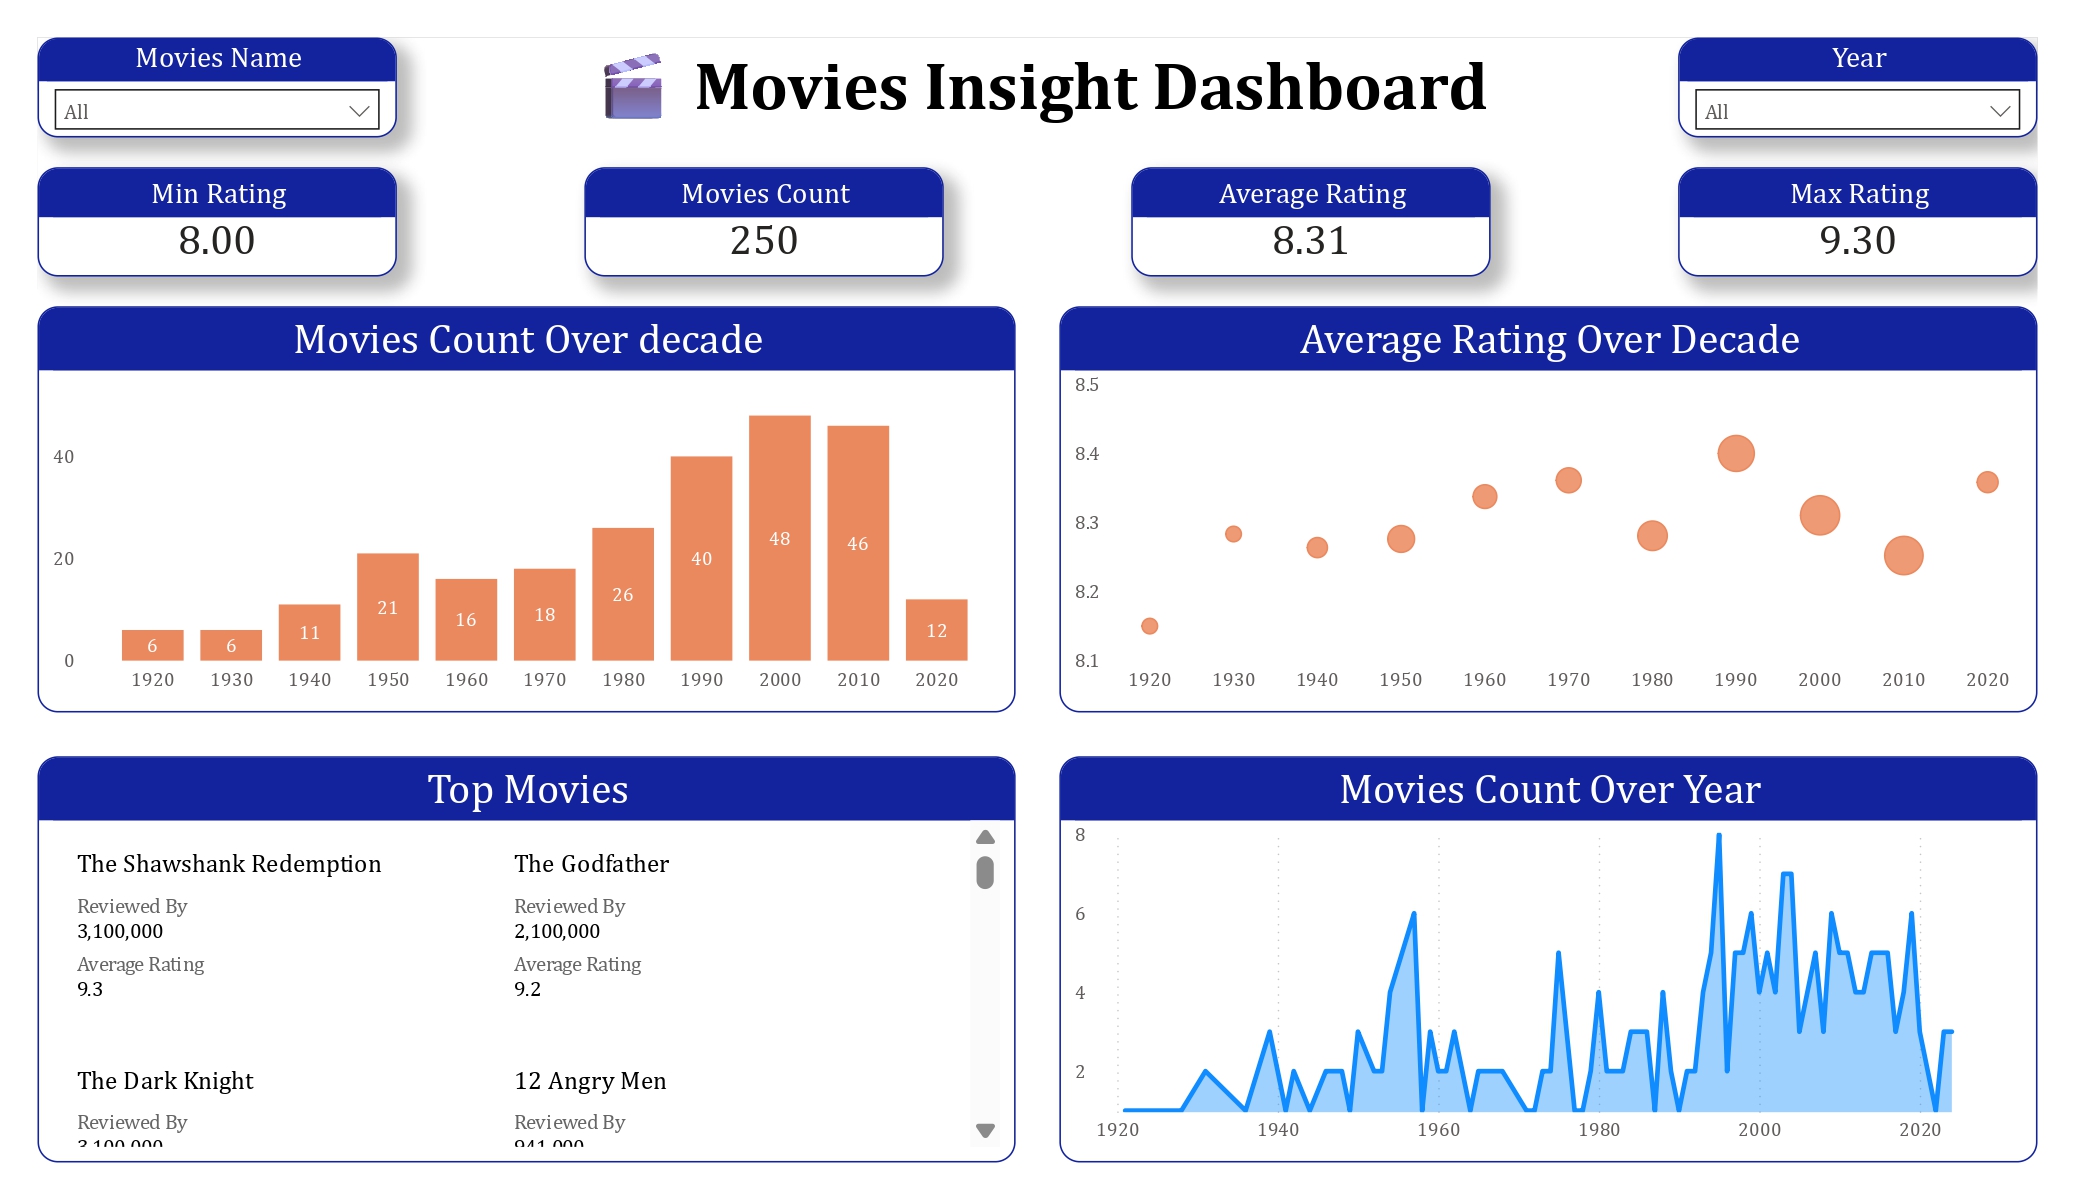 Movies Name
All
Movies Insight Dashboard
Year
All
Min Rating
8.00
Movies Count
250
Average Rating
8.31
Max Rating
9.30
Movies Count Over decade
40
20
0
6
6
11
21
16
18
26
40
48
46
12
1920 1930 1940 1950 1960 1970 1980 1990 2000 2010 2020
Average Rating Over Decade
8.5
8.4
8.3
8.2
8.1
1920 1930 1940 1950 1960 1970 1980 1990 2000 2010 2020
Top Movies
The Shawshank Redemption
Reviewed By
3,100,000
Average Rating
9.3
The Godfather
Reviewed By
2,100,000
Average Rating
9.2
The Dark Knight
Reviewed By
3,100,000
12 Angry Men
Reviewed By
941,000
Movies Count Over Year
8
6
4
2
1920 1940 1960 1980 2000 2020